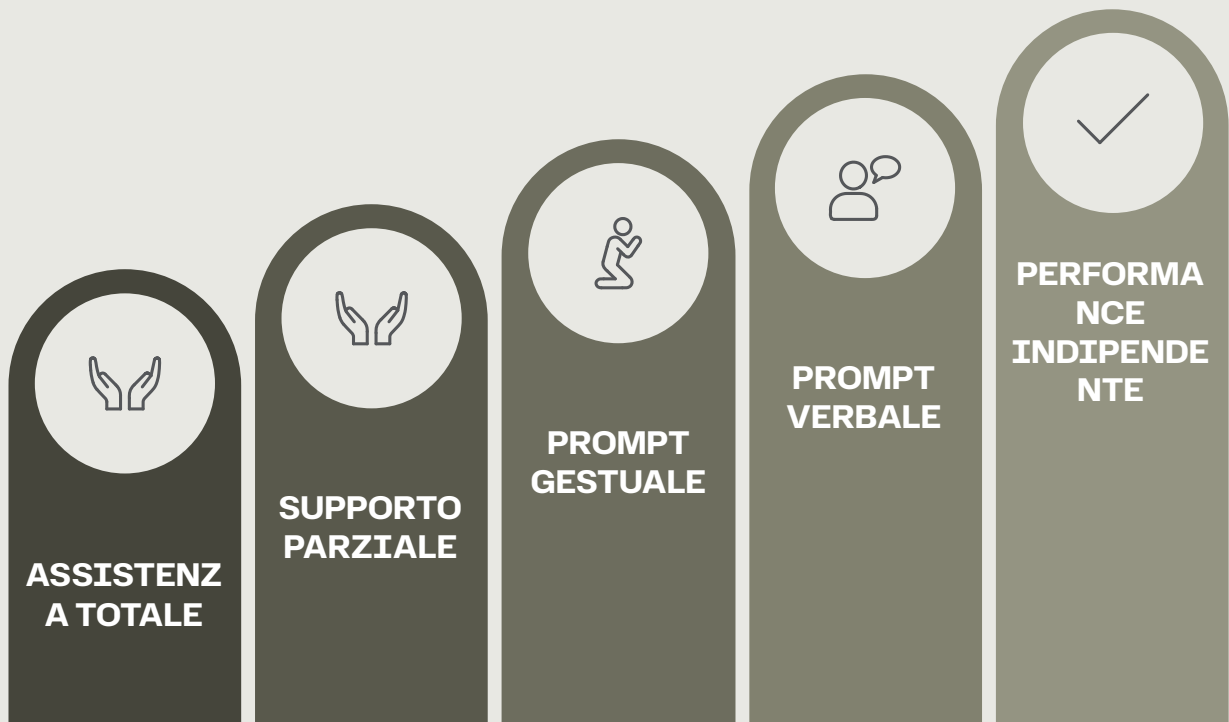 ASSISTENZ
A TOTALE
SUPPORTO
PARZIALE
PROMPT
GESTUALE
PROMPT
VERBALE
PERFORMA
NCE
INDIPENDE
NTE